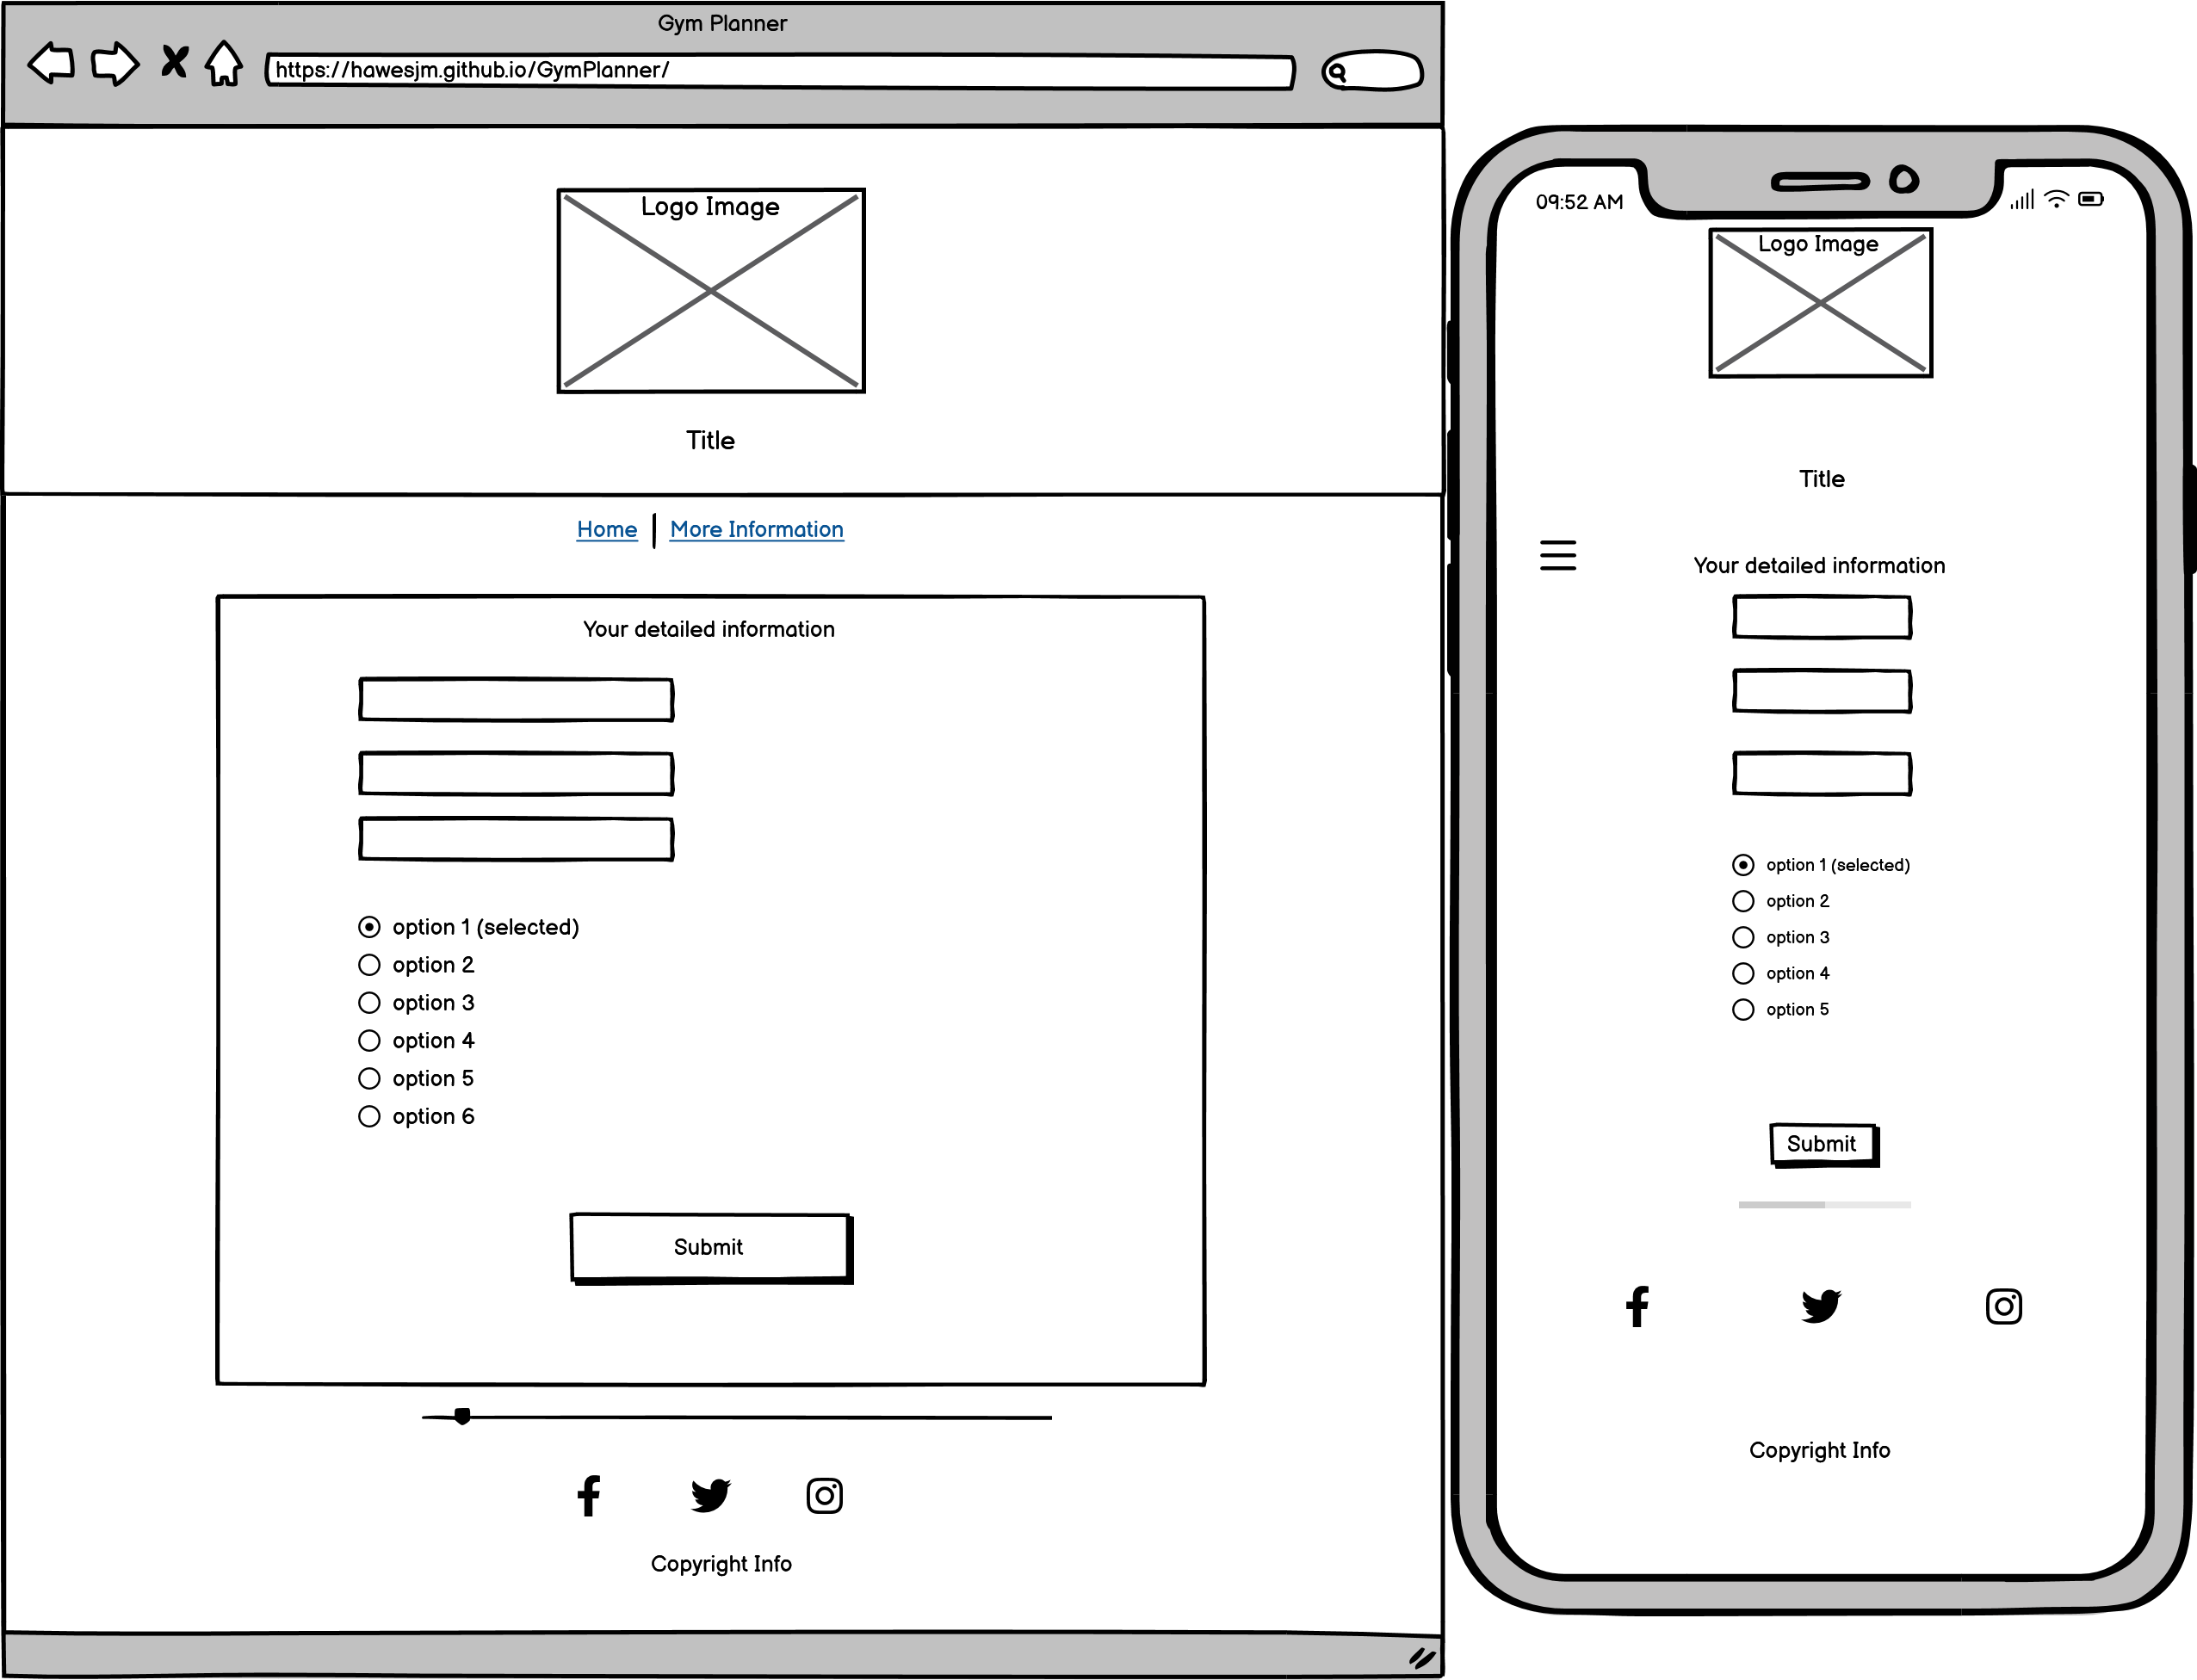 Gym Planner
https://hawesjm.github.io/GymPlanner/
Logo Image
Title
Home
More Information
Your detailed information
option 1 (selected)
option 2
option 3
option 4
option 5
option 6
Submit
Copyright Info
09:52 AM
Logo Image
Title
Your detailed information
option 1 (selected)
option 2
option 3
option 4
option 5
Submit
Copyright Info